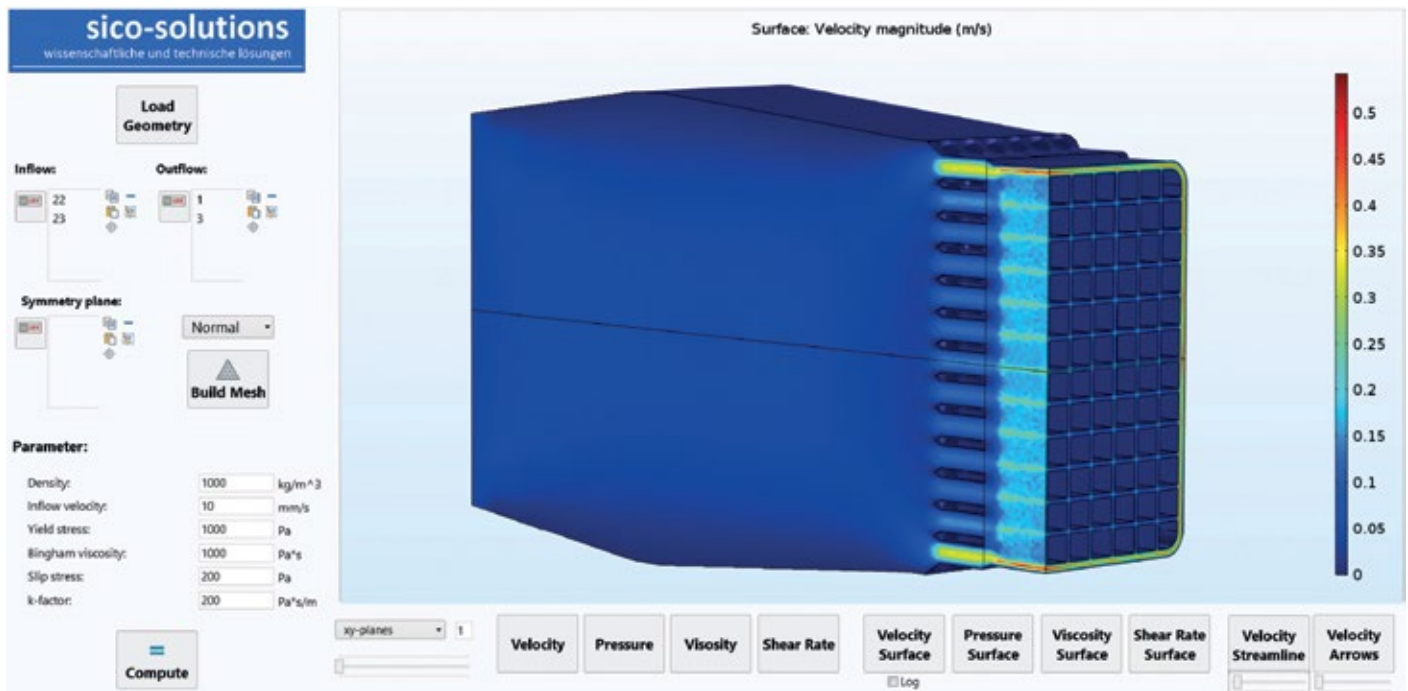 sico-solutions
wissenschaftliche und technische lösungen
Load
Geometry
Inflow:
Outflow:
22
23
1
3
Symmetry plane:
Normal
Build Mesh
Parameter:
Density: 1000 kg/m^3
Inflow velocity: 10 mm/s
Yield stress: 1000 Pa
Bingham viscosity: 1000 Pa*s
Slip stress: 200 Pa
k-factor: 200 Pa*s/m
Compute
Surface: Velocity magnitude (m/s)
0.5
0.45
0.4
0.35
0.3
0.25
0.2
0.15
0.1
0.05
0
xy-planes 1
Velocity
Pressure
Visosity
Shear Rate
Velocity
Surface
Log
Pressure
Surface
Viscosity
Surface
Shear Rate
Surface
Velocity
Streamline
Velocity
Arrows